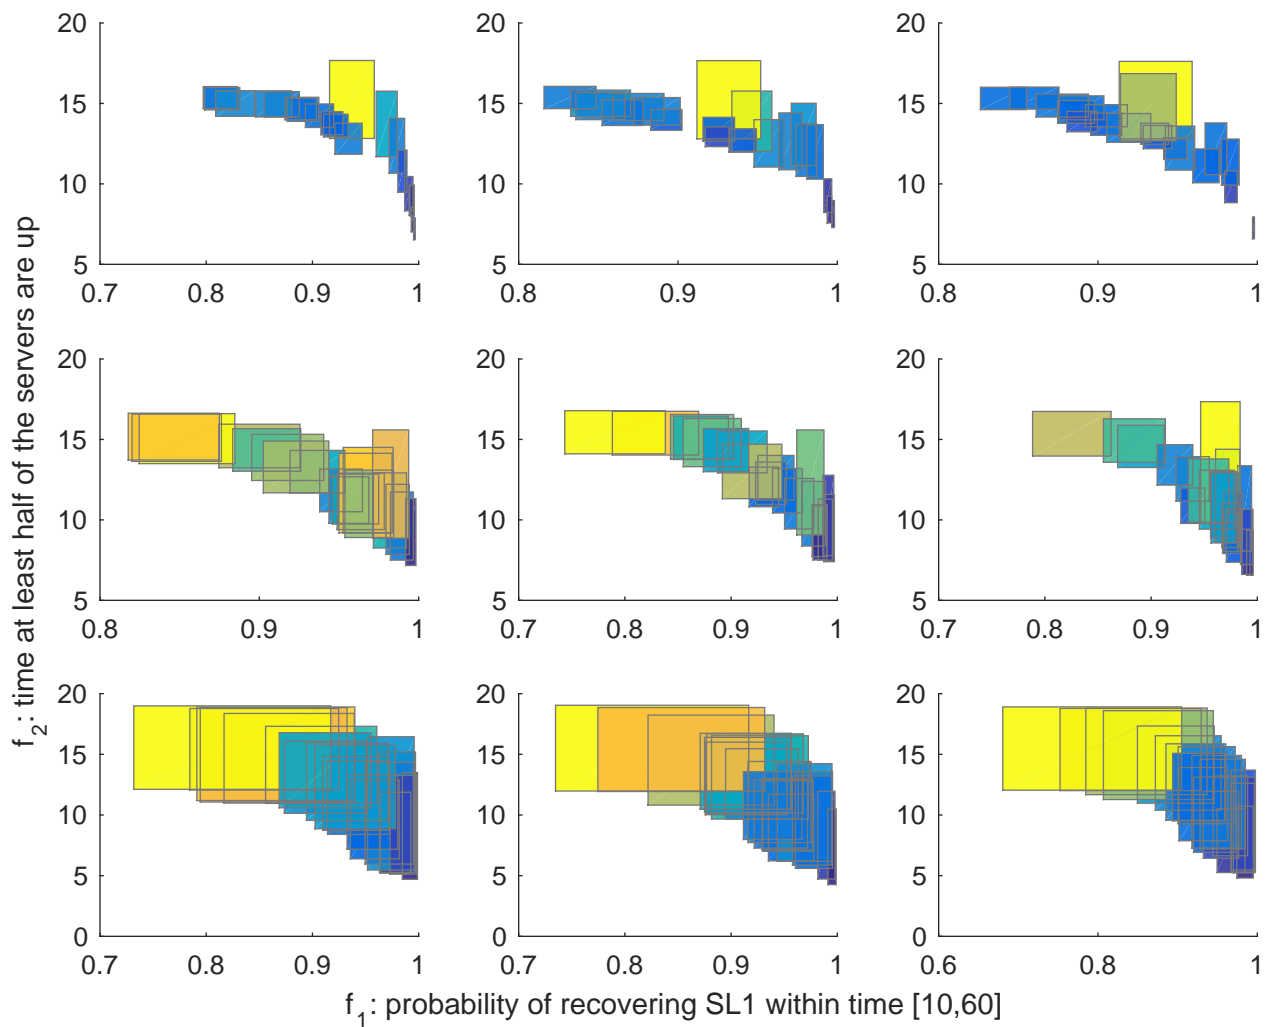 20 20 20
15 15 15
10 10 10
5 5 5
0.7 0.8 0.9 1 0.8 0.9 1 0.8 0.9 1
20 20 20
15 15 15
10 10 10
5 5 5
0.8 0.9 1 0.8 0.9 1 0.8 0.9 1
20 20 20
15 15 15
10 10 10
5 5 5
0 0 0
0.7 0.8 0.9 1 0.7 0.8 0.9 1 0.6 0.8 1
f2: time at least half of the servers are up
f1: probability of recovering SL1 within time [10,60]